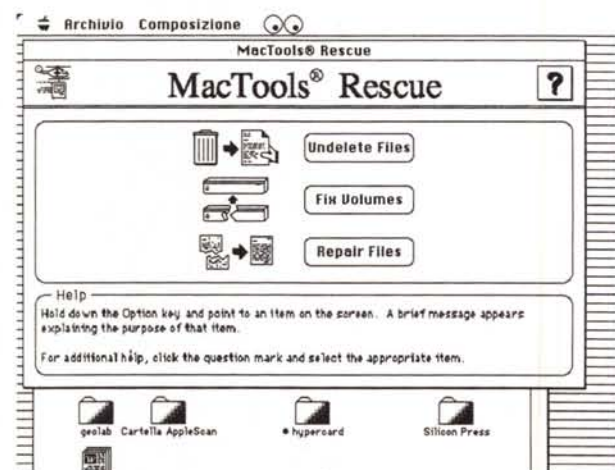 Archivio Composizione
MacTools® Rescue
MacTools® Rescue
?
Undelete Files
Fix Volumes
Repair Files
Help
Hold down the Option key and point to an item on the screen. A brief message appears
explaining the purpose of that item.
For additional help, click the question mark and select the appropriate item.
geolab Cartella AppleScan hypercard Silicon Press